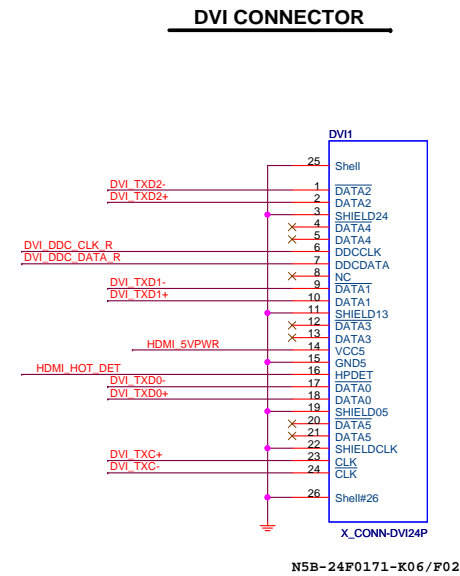 DVI CONNECTOR
DVI1
25 Shell
DVI_TXD2- 1 DATA2
DVI_TXD2+ 2 DATA2
3 SHIELD24
4 DATA4
5 DATA4
DVI_DDC_CLK_R 6 DDCCLK
DVI_DDC_DATA_R 7 DDCDATA
8 NC
DVI_TXD1- 9 DATA1
DVI_TXD1+ 10 DATA1
11 SHIELD13
12 DATA3
13 DATA3
HDMI_5VPWR 14 VCC5
15 GND5
HDMI_HOT_DET 16 HPDET
DVI_TXD0- 17 DATA0
DVI_TXD0+ 18 DATA0
19 SHIELD05
20 DATA5
21 DATA5
22 SHIELDCLK
DVI_TXC+ 23 CLK
DVI_TXC- 24 CLK
26 Shell#26
X_CONN-DVI24P
N5B-24F0171-K06/F02